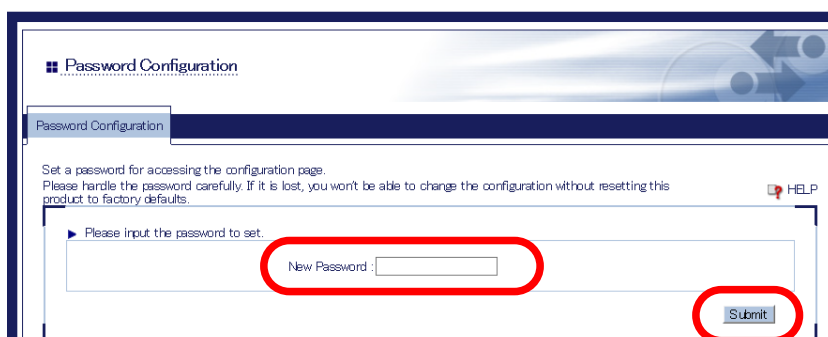 Password Configuration
Password Configuration
Set a password for accessing the configuration page.
Please handle the password carefully. If it is lost, you won't be able to change the configuration without resetting this
product to factory defaults.
HELP
Please input the password to set.
New Password :
Submit